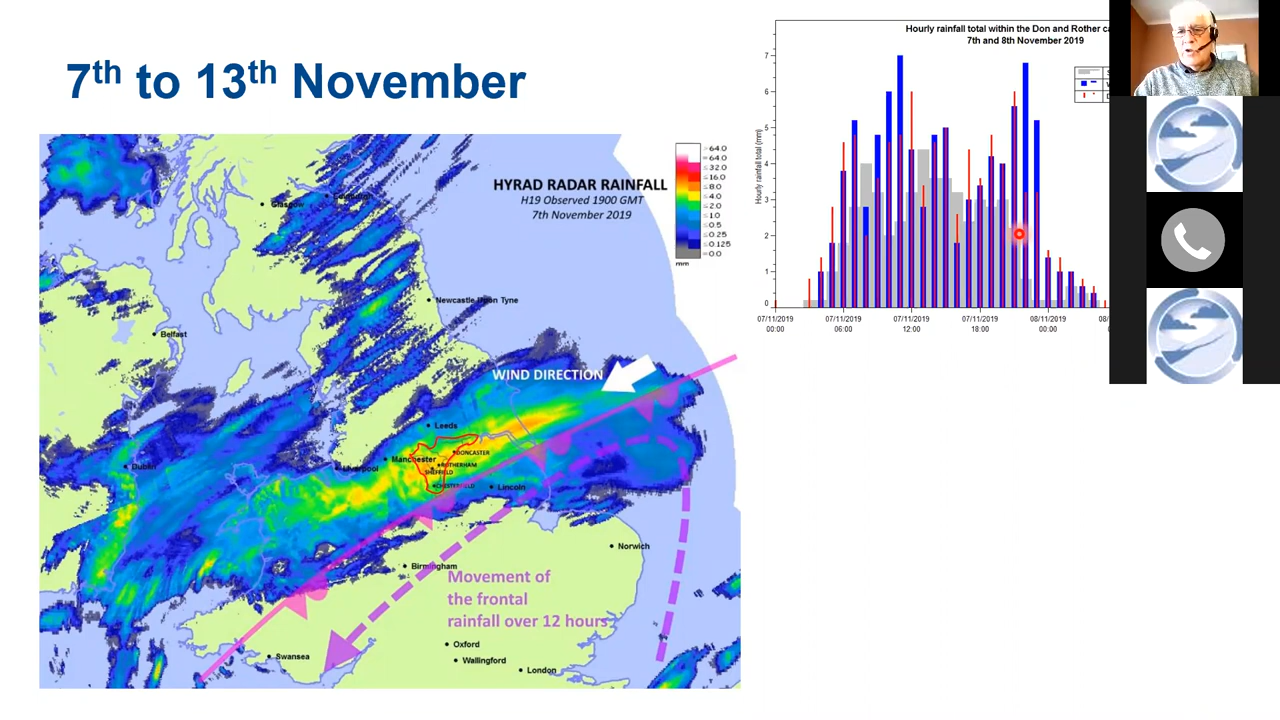 7th to 13th November
HYRAD RADAR RAINFALL
H19 Observed 1900 GMT
7th November 2019
> 64.0
≤ 64.0
≤ 32.0
≤ 16.0
≤ 8.0
≤ 4.0
≤ 2.0
≤ 1.0
≤ 0.5
≤ 0.25
≤ 0.125
= 0.0
mm
Glasgow
Newcastle Upon Tyne
Belfast
WIND DIRECTION
Leeds
Manchester
DONCASTER
ROTHERHAM
SHEFFIELD
CHESTERFIELD
Dublin
Liverpool
Lincoln
Norwich
Birmingham
Movement of
the frontal
rainfall over 12 hours
Oxford
Swansea
Wallingford
London
Hourly rainfall total within the Don and Rother ca
7th and 8th November 2019
Hourly rainfall total (mm)
7
6
5
4
3
2
1
0
07/11/2019 07/11/2019 07/11/2019 07/11/2019 08/11/2019 08/
00:00 06:00 12:00 18:00 00:00 0